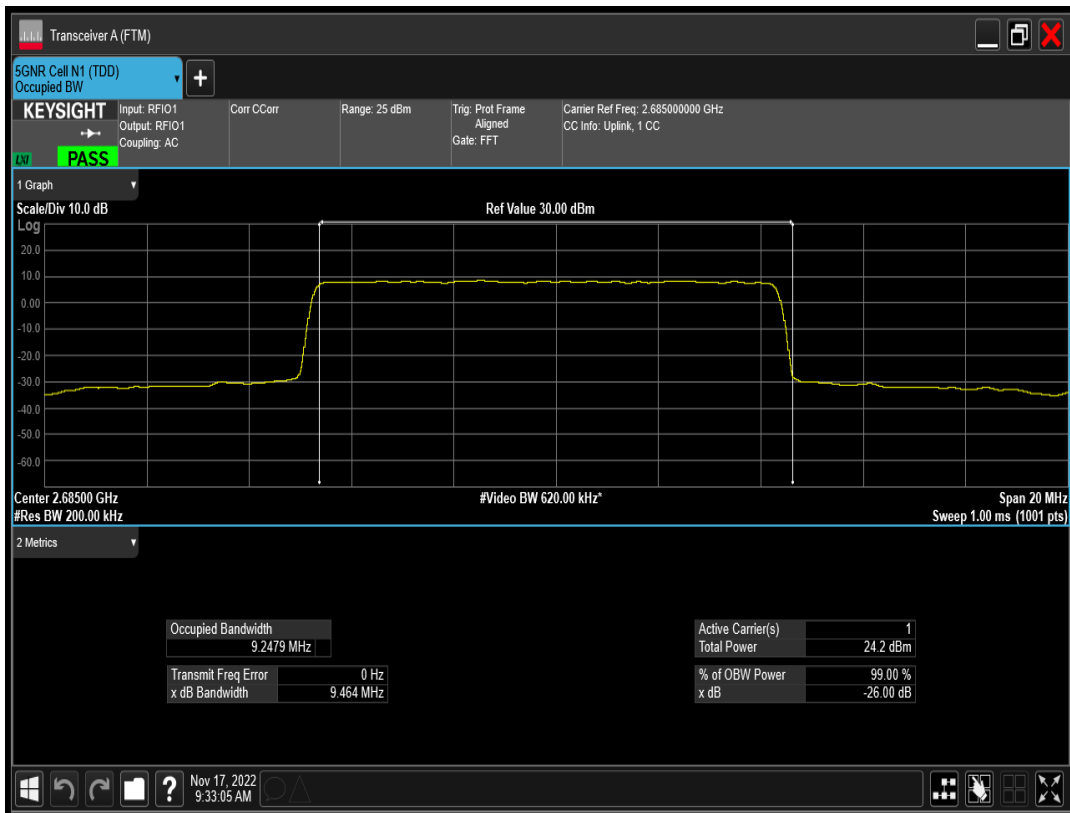 Transceiver A (FTM)
5GNR Cell N1 (TDD)
Occupied BW
+
KEYSIGHT
LXI
PASS
Input: RFIO1
Output: RFIO1
Coupling: AC
Corr CCorr
Range: 25 dBm
Trig: Prot Frame
Aligned
Gate: FFT
Carrier Ref Freq: 2.685000000 GHz
CC Info: Uplink, 1 CC
1 Graph
Scale/Div 10.0 dB
Ref Value 30.00 dBm
Log
20.0
10.0
0.00
-10.0
-20.0
-30.0
-40.0
-50.0
-60.0
Center 2.68500 GHz
#Video BW 620.00 kHz*
Span 20 MHz
#Res BW 200.00 kHz
Sweep 1.00 ms (1001 pts)
2 Metrics
Occupied Bandwidth
9.2479 MHz
Transmit Freq Error 0 Hz
x dB Bandwidth 9.464 MHz
Active Carrier(s) 1
Total Power 24.2 dBm
% of OBW Power 99.00 %
x dB -26.00 dB
?
Nov 17, 2022
9:33:05 AM